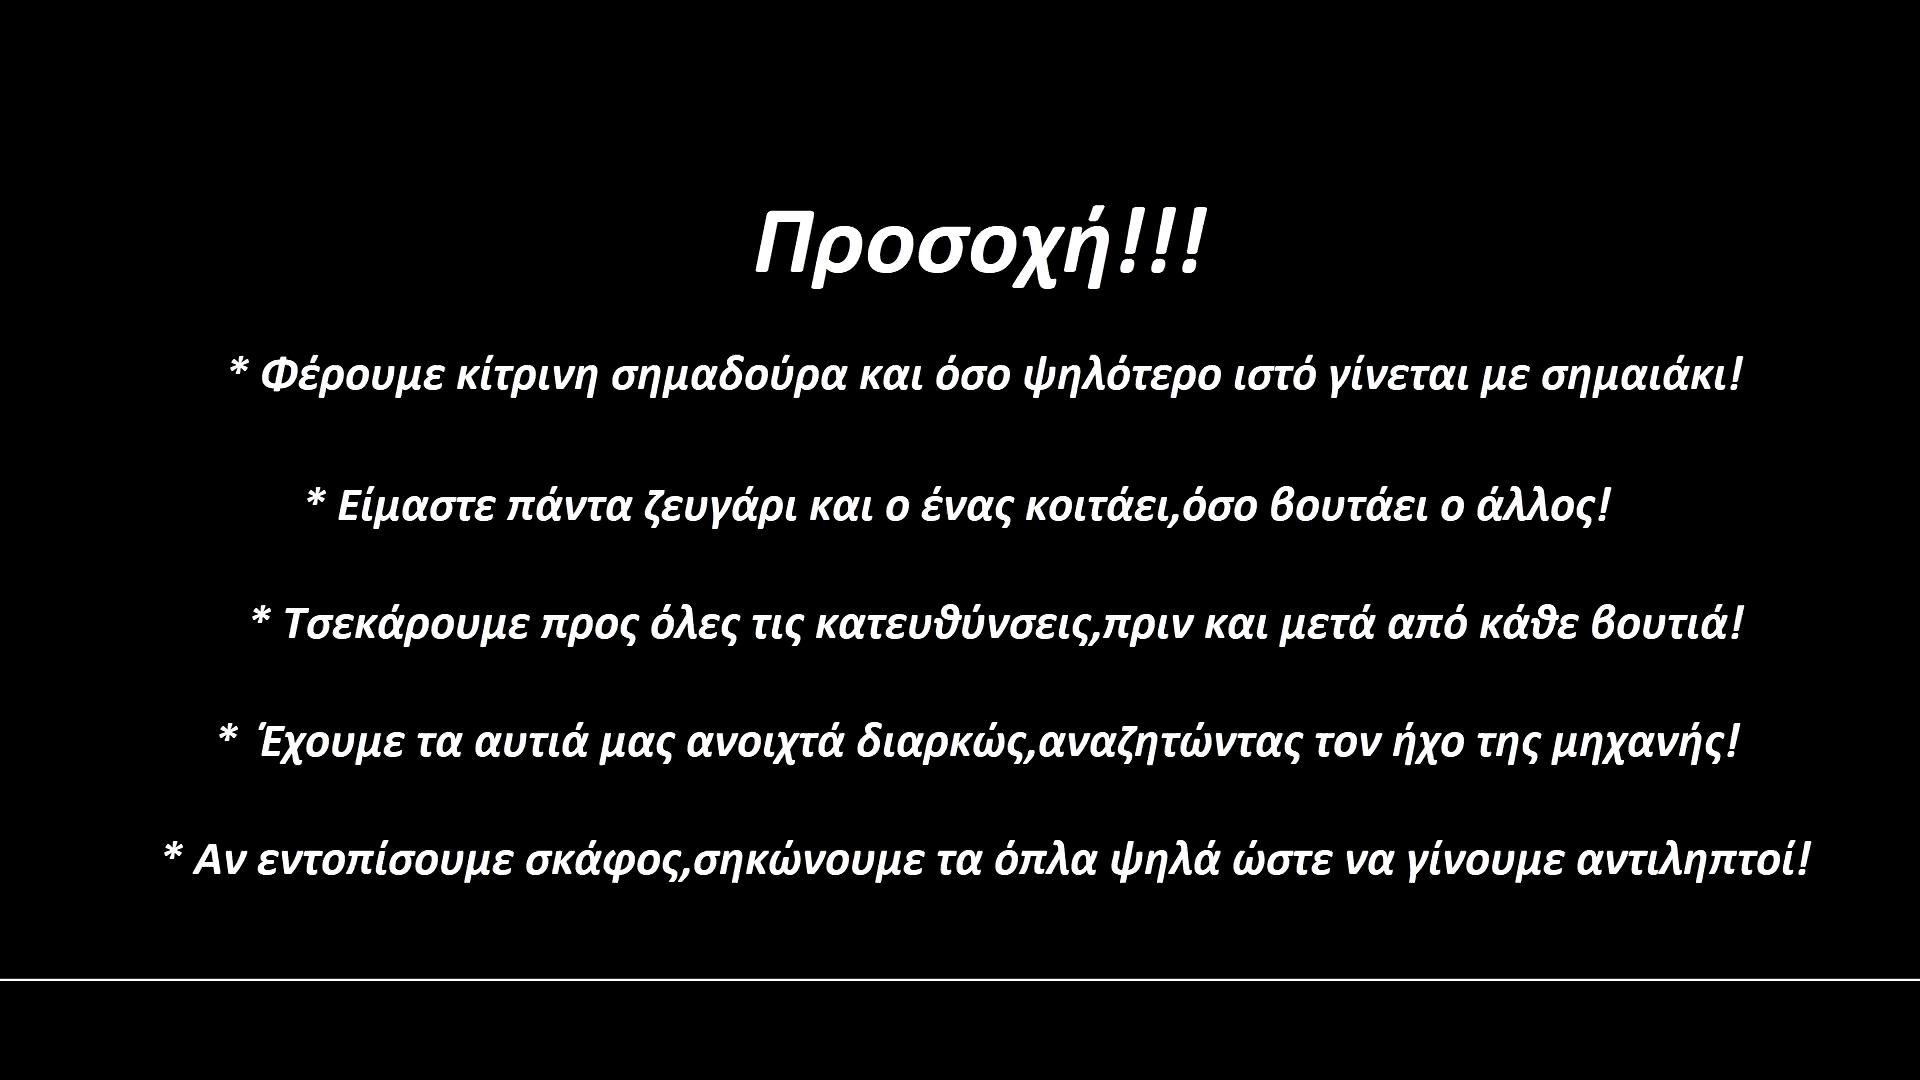 Προσοχή!!!
* Φέρουμε κίτρινη σημαδούρα και όσο ψηλότερο ιστό γίνεται με σημαιάκι!
* Είμαστε πάντα ζευγάρι και ο ένας κοιτάει,όσο βουτάει ο άλλος!
* Τσεκάρουμε προς όλες τις κατευθύνσεις,πριν και μετά από κάθε βουτιά!
* Έχουμε τα αυτιά μας ανοιχτά διαρκώς,αναζητώντας τον ήχο της μηχανής!
* Αν εντοπίσουμε σκάφος,σηκώνουμε τα όπλα ψηλά ώστε να γίνουμε αντιληπτοί!